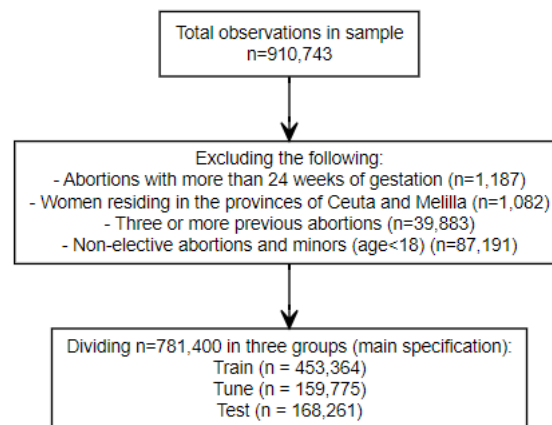 Total observations in sample
n=910,743
Excluding the following:
- Abortions with more than 24 weeks of gestation (n=1,187)
- Women residing in the provinces of Ceuta and Melilla (n=1,082)
- Three or more previous abortions (n=39,883)
- Non-elective abortions and minors (age<18) (n=87,191)
Dividing n=781,400 in three groups (main specification):
Train (n = 453,364)
Tune (n = 159,775)
Test (n = 168,261)